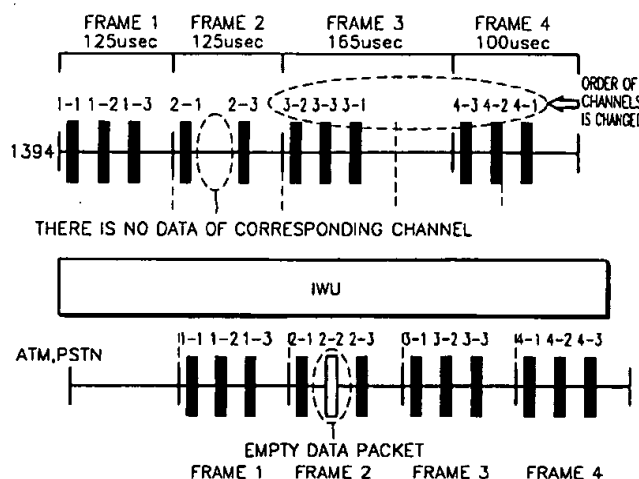 FRAME 1 FRAME 2 FRAME 3 FRAME 4
125usec 125usec 165usec 100usec
1-1 1-2 1-3 2-1 2-3 3-2 3-3 3-1 4-3 4-2 4-1
ORDER OF
CHANNELS
IS CHANGED
1394
THERE IS NO DATA OF CORRESPONDING CHANNEL
IWU
1-1 1-2 1-3 2-1 2-2 2-3 3-1 3-2 3-3 4-1 4-2 4-3
ATM,PSTN
EMPTY DATA PACKET
FRAME 1 FRAME 2 FRAME 3 FRAME 4